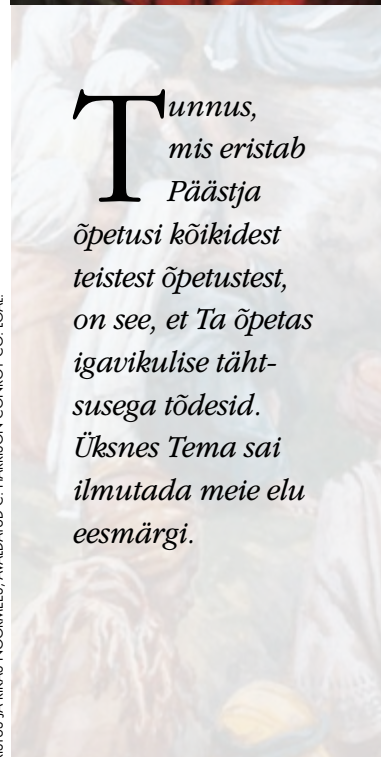 Tunnus,
mis eristab
Päästja
õpetusi kõikidest
teistest õpetustest,
on see, et Ta õpetas
igavikulise täht-
susega tõdesid.
Üksnes Tema sai
ilmutada meie elu
eesmärgi.